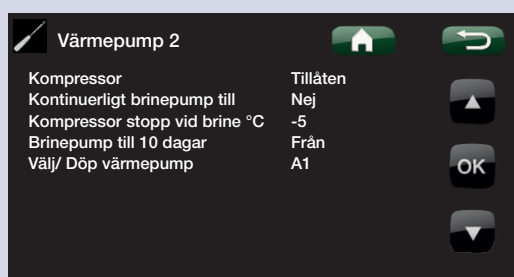 Värmepump 2
Kompressor Tillåten
Kontinuerligt brinepump till Nej
Kompressor stopp vid brine °C -5
Brinepump till 10 dagar Från
Välj/ Döp värmepump A1
OK